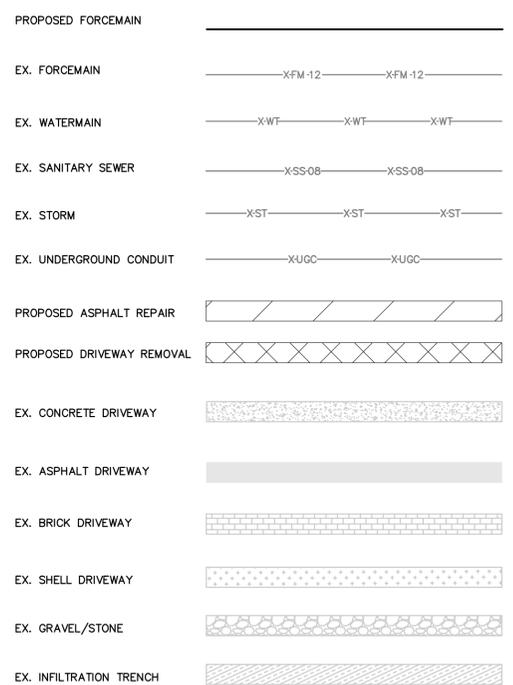 PROPOSED FORCEMAIN
EX. FORCEMAIN X-FM-12 X-FM-12
EX. WATERMAIN X-WT X-WT X-WT
EX. SANITARY SEWER X-SS-08 X-SS-08
EX. STORM X-ST X-ST X-ST
EX. UNDERGROUND CONDUIT X-UGC X-UGC
PROPOSED ASPHALT REPAIR
PROPOSED DRIVEWAY REMOVAL
EX. CONCRETE DRIVEWAY
EX. ASPHALT DRIVEWAY
EX. BRICK DRIVEWAY
EX. SHELL DRIVEWAY
EX. GRAVEL/STONE
EX. INFILTRATION TRENCH